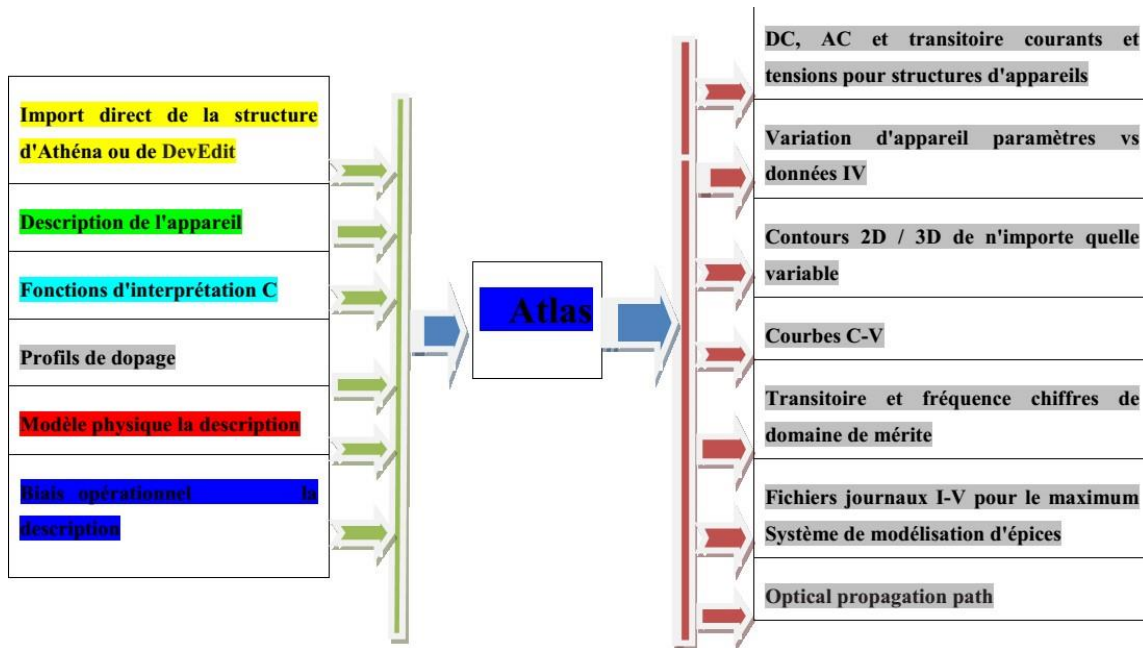 Import direct de la structure
d'Athéna ou de DevEdit
Description de l'appareil
Fonctions d'interprétation C
Profils de dopage
Modèle physique la description
Biais opérationnel la
description
Atlas
DC, AC et transitoire courants et
tensions pour structures d'appareils
Variation d'appareil paramètres vs
données IV
Contours 2D / 3D de n'importe quelle
variable
Courbes C-V
Transitoire et fréquence chiffres de
domaine de mérite
Fichiers journaux I-V pour le maximum
Système de modélisation d'épices
Optical propagation path